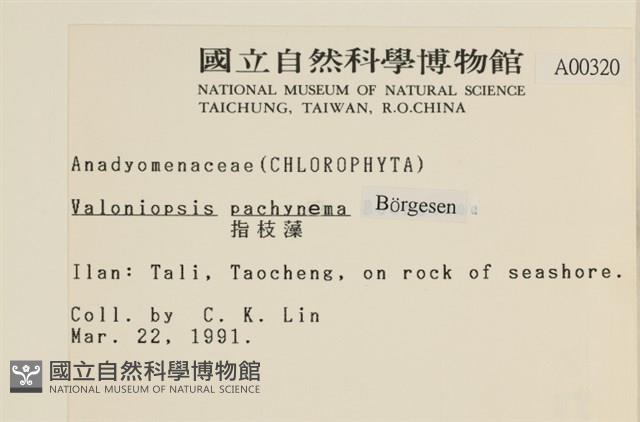 國立自然科學博物館
A00320
NATIONAL MUSEUM OF NATURAL SCIENCE
TAICHUNG, TAIWAN, R.O.CHINA
Anadyomenaceae (CHLOROPHYTA)
Valoniopsis pachynema Börgesen
指枝藻
Ilan: Tali, Taocheng, on rock of seashore.
Coll. by C. K. Lin
Mar. 22, 1991.
國立自然科學博物館
NATIONAL MUSEUM OF NATURAL SCIENCE